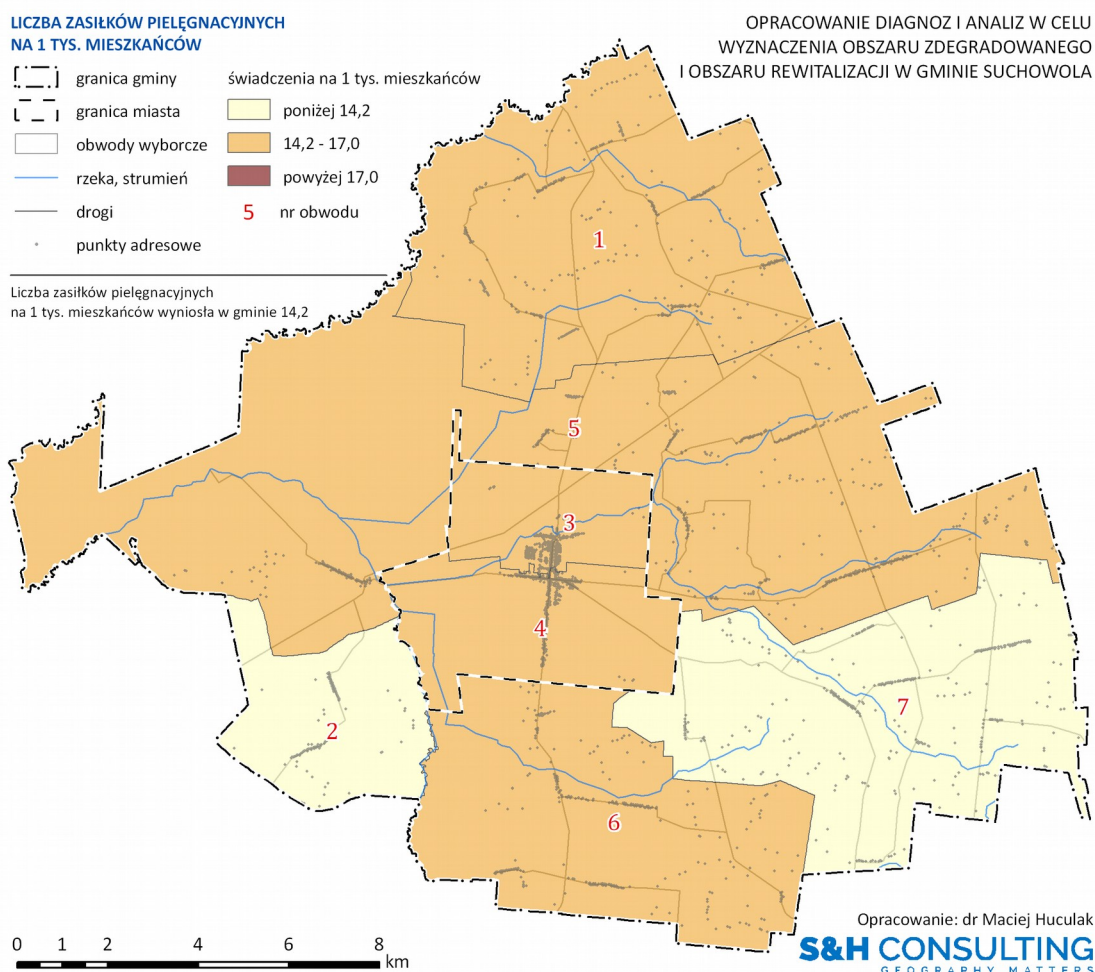 LICZBA ZASIŁKÓW PIELĘGNACYJNYCH
NA 1 TYS. MIESZKAŃCÓW
granica gminy
granica miasta
obwody wyborcze
rzeka, strumień
drogi
punkty adresowe
świadczenia na 1 tys. mieszkańców
poniżej 14,2
14,2 - 17,0
powyżej 17,0
5 nr obwodu
Liczba zasiłków pielęgnacyjnych
na 1 tys. mieszkańców wyniosła w gminie 14,2
OPRACOWANIE DIAGNOZ I ANALIZ W CELU
WYZNACZENIA OBSZARU ZDEGRADOWANEGO
I OBSZARU REWITALIZACJI W GMINIE SUCHOWOLA
1
5
3
4
2
7
6
0 1 2 4 6 8 km
Opracowanie: dr Maciej Huculak
S&H CONSULTING
GEOGRAPHY MATTERS